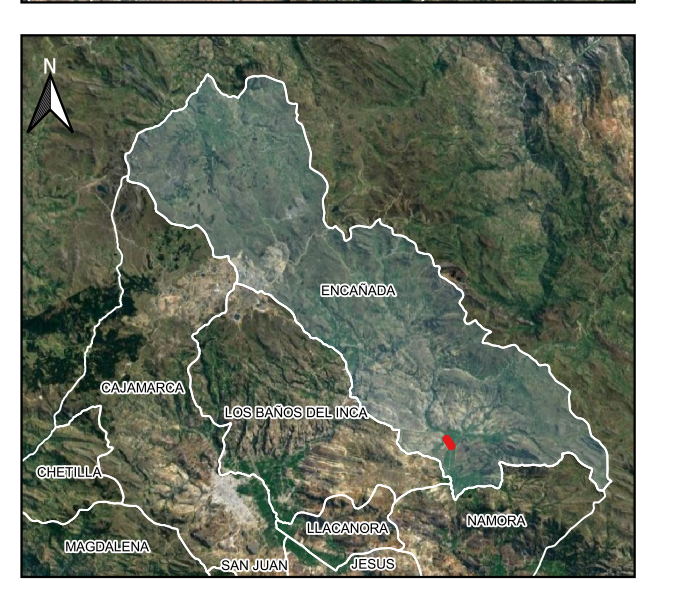 N
ENCAÑADA
CAJAMARCA
LOS BAÑOS DEL INCA
CHETILLA
NAMORA
LLACANORA
MAGDALENA
SAN JUAN
JESUS